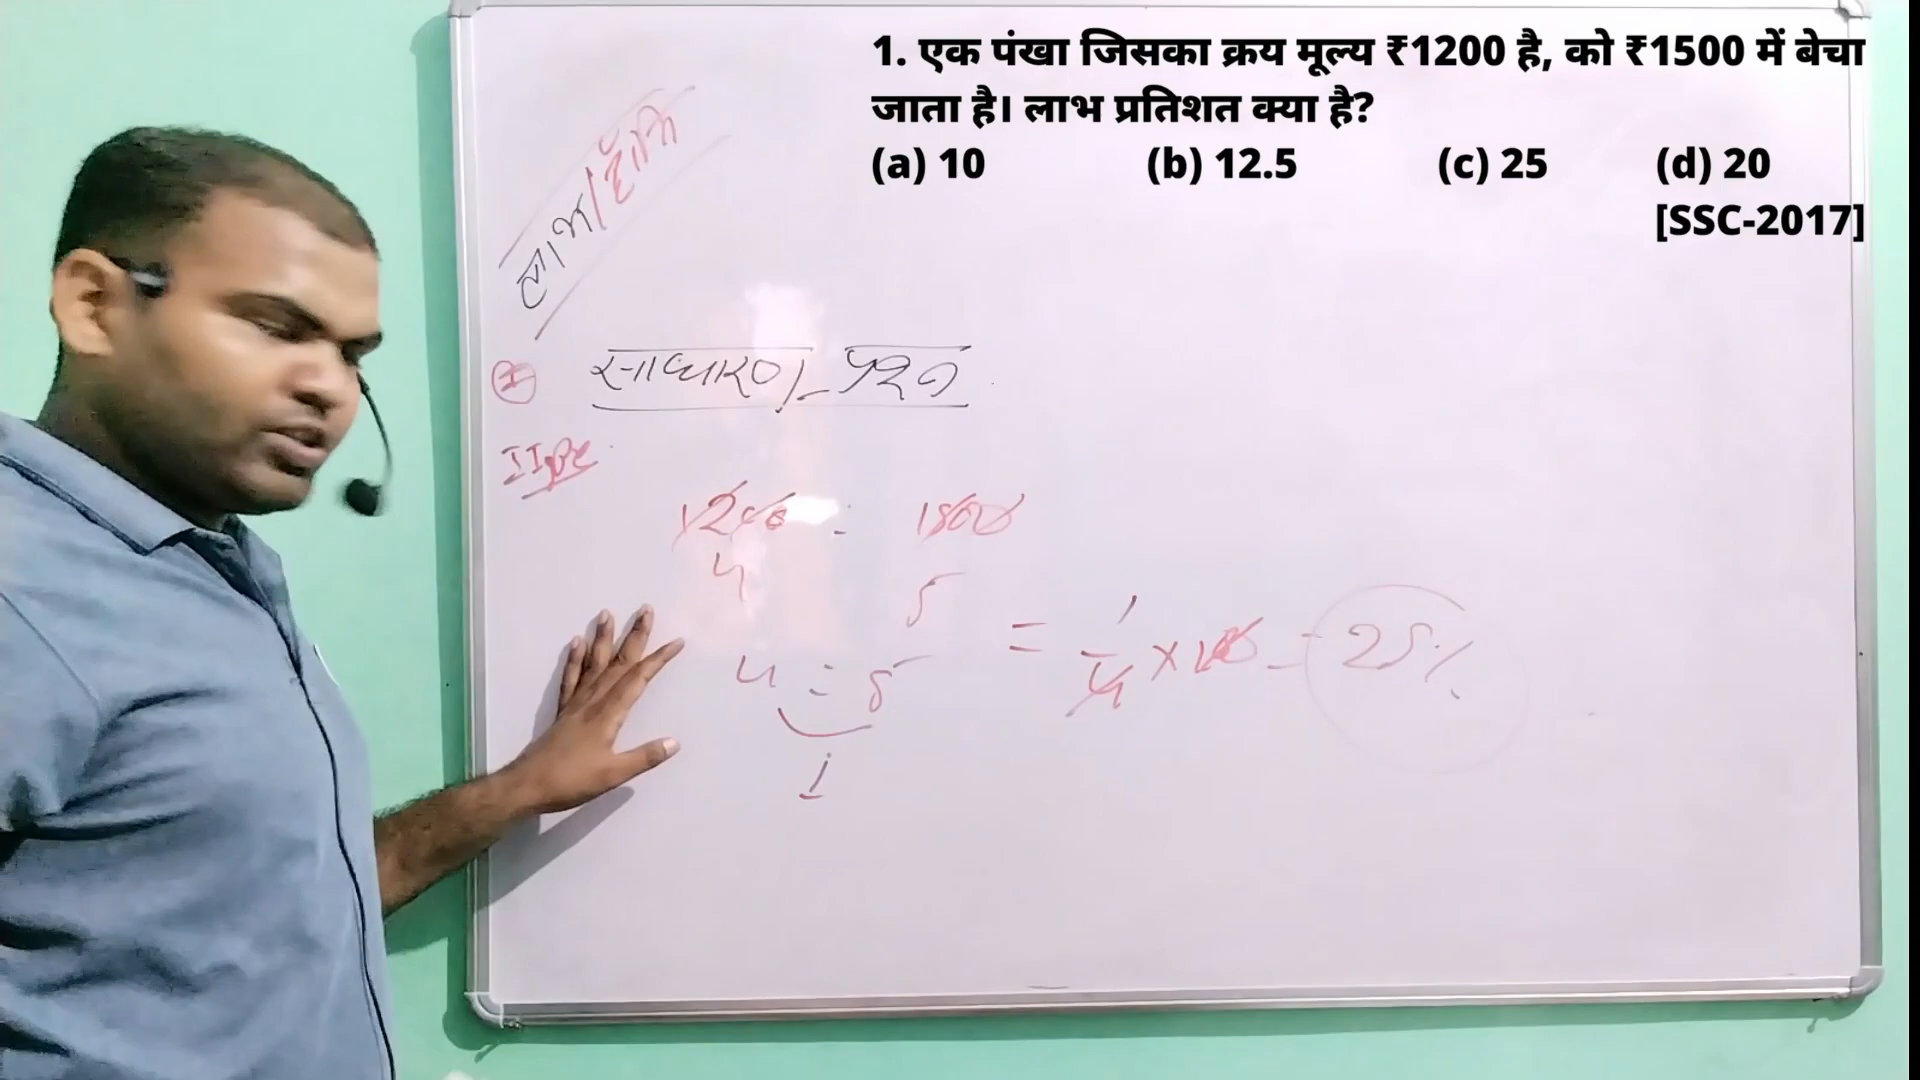 1. एक पंखा जिसका क्रय मूल्य ₹1200 है, को ₹1500 में बेचा
जाता है। लाभ प्रतिशत क्या है?
(a) 10 (b) 12.5 (c) 25 (d) 20
[SSC-2017]
लाभ/हानि
I साधारण प्रश्न
Type
1200 : 1500
4 5
4 : 5 = 1/4 × 100 = 25%
1